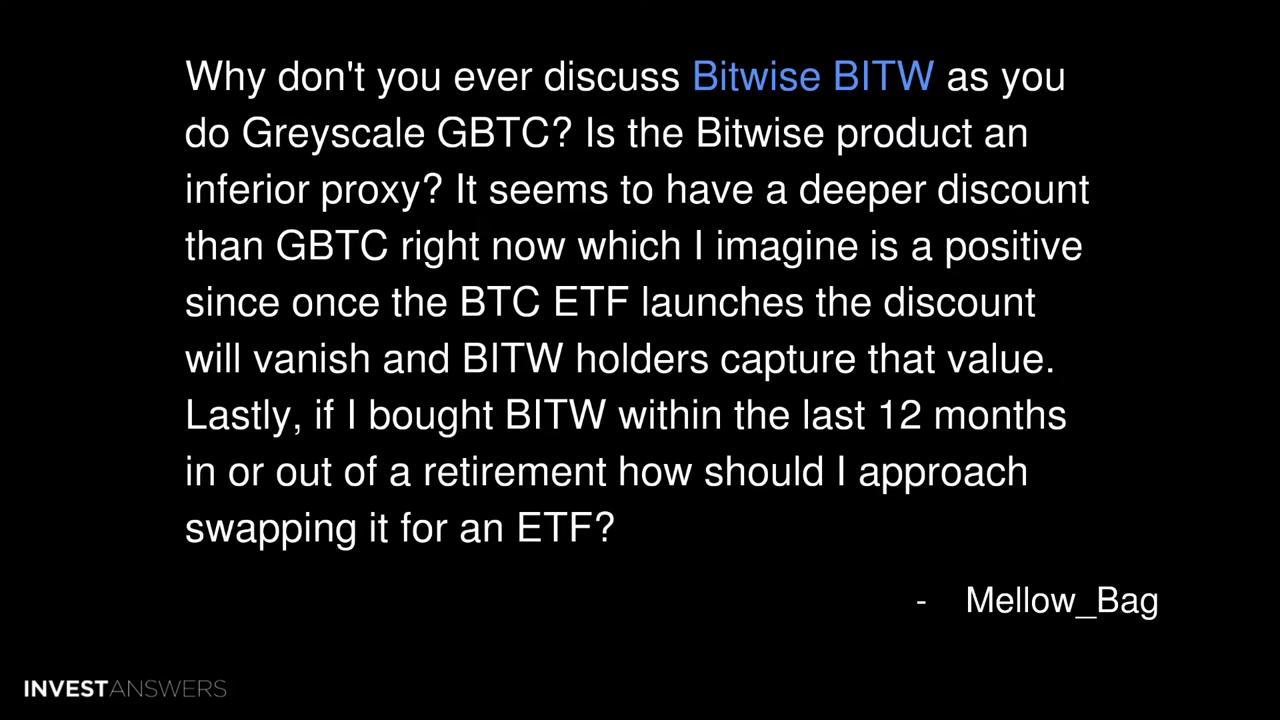 Why don't you ever discuss Bitwise BITW as you
do Greyscale GBTC? Is the Bitwise product an
inferior proxy? It seems to have a deeper discount
than GBTC right now which I imagine is a positive
since once the BTC ETF launches the discount
will vanish and BITW holders capture that value.
Lastly, if I bought BITW within the last 12 months
in or out of a retirement how should I approach
swapping it for an ETF?
- Mellow_Bag
INVESTANSWERS